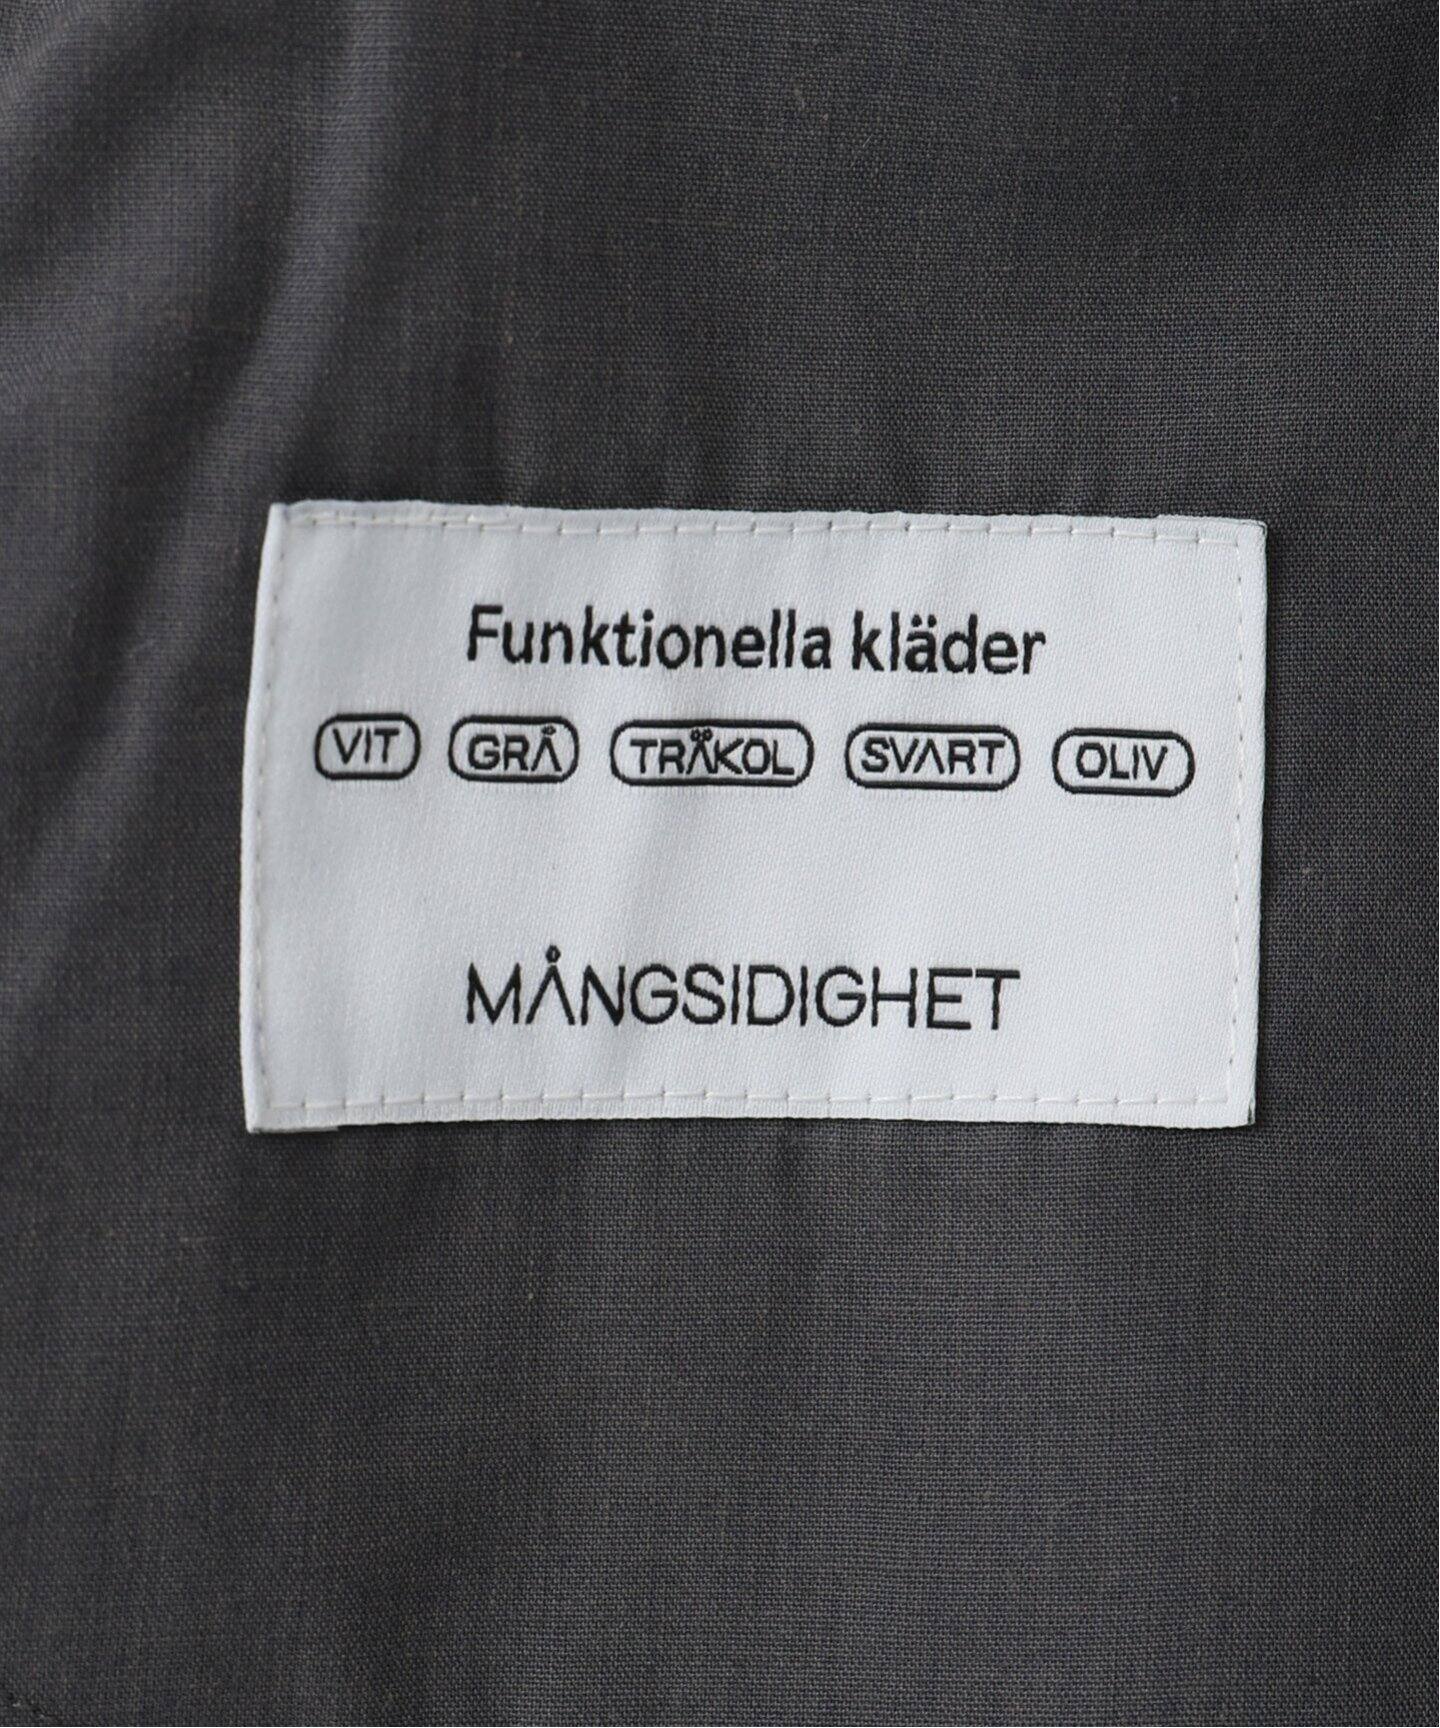 Funktionella kläder
VIT GRÅ TRÄKOL SVART OLIV
MÅNGSIDIGHET